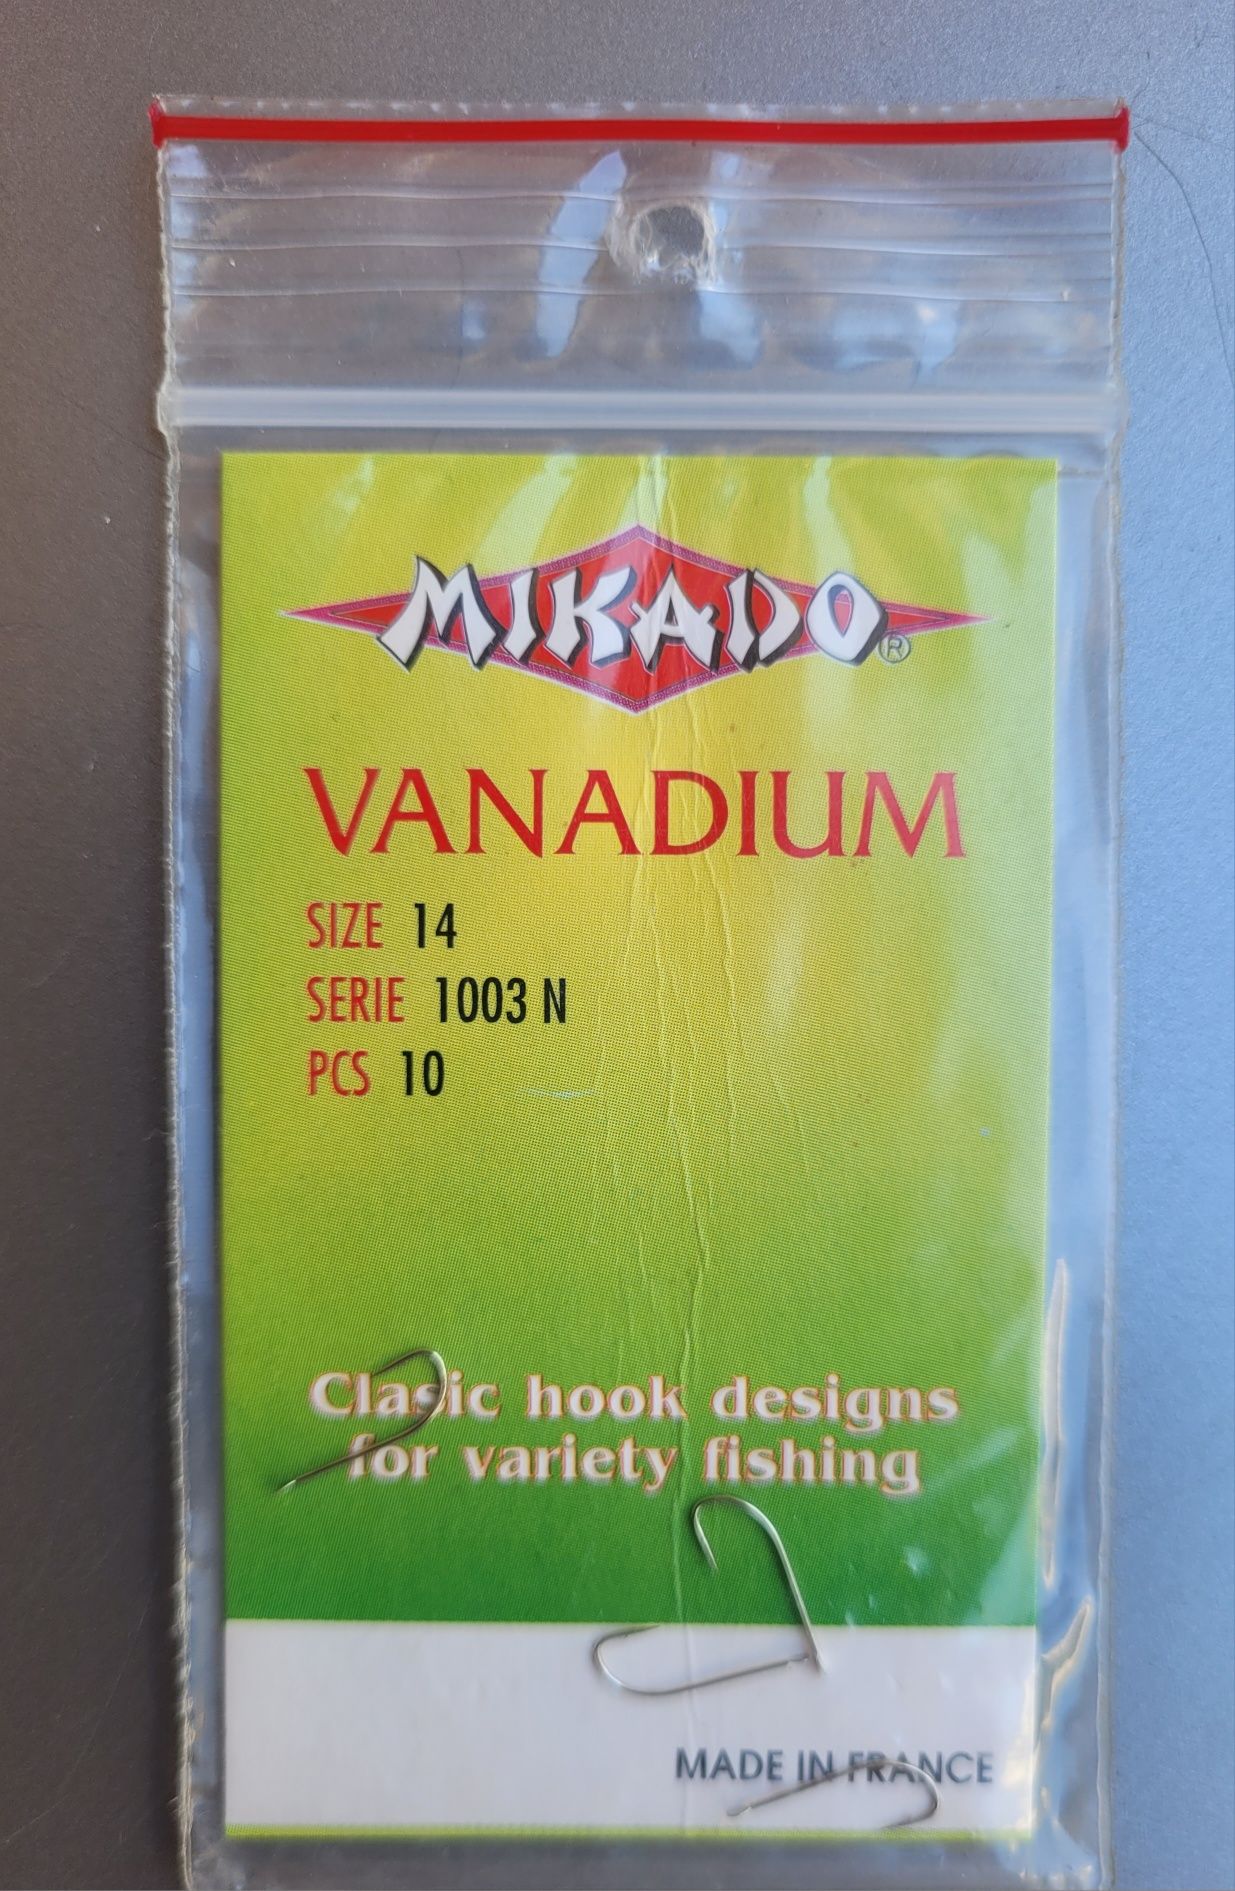 MIKADO®
VANADIUM
SIZE 14
SERIE 1003 N
PCS 10
Clasic hook designs
for variety fishing
MADE IN FRANCE